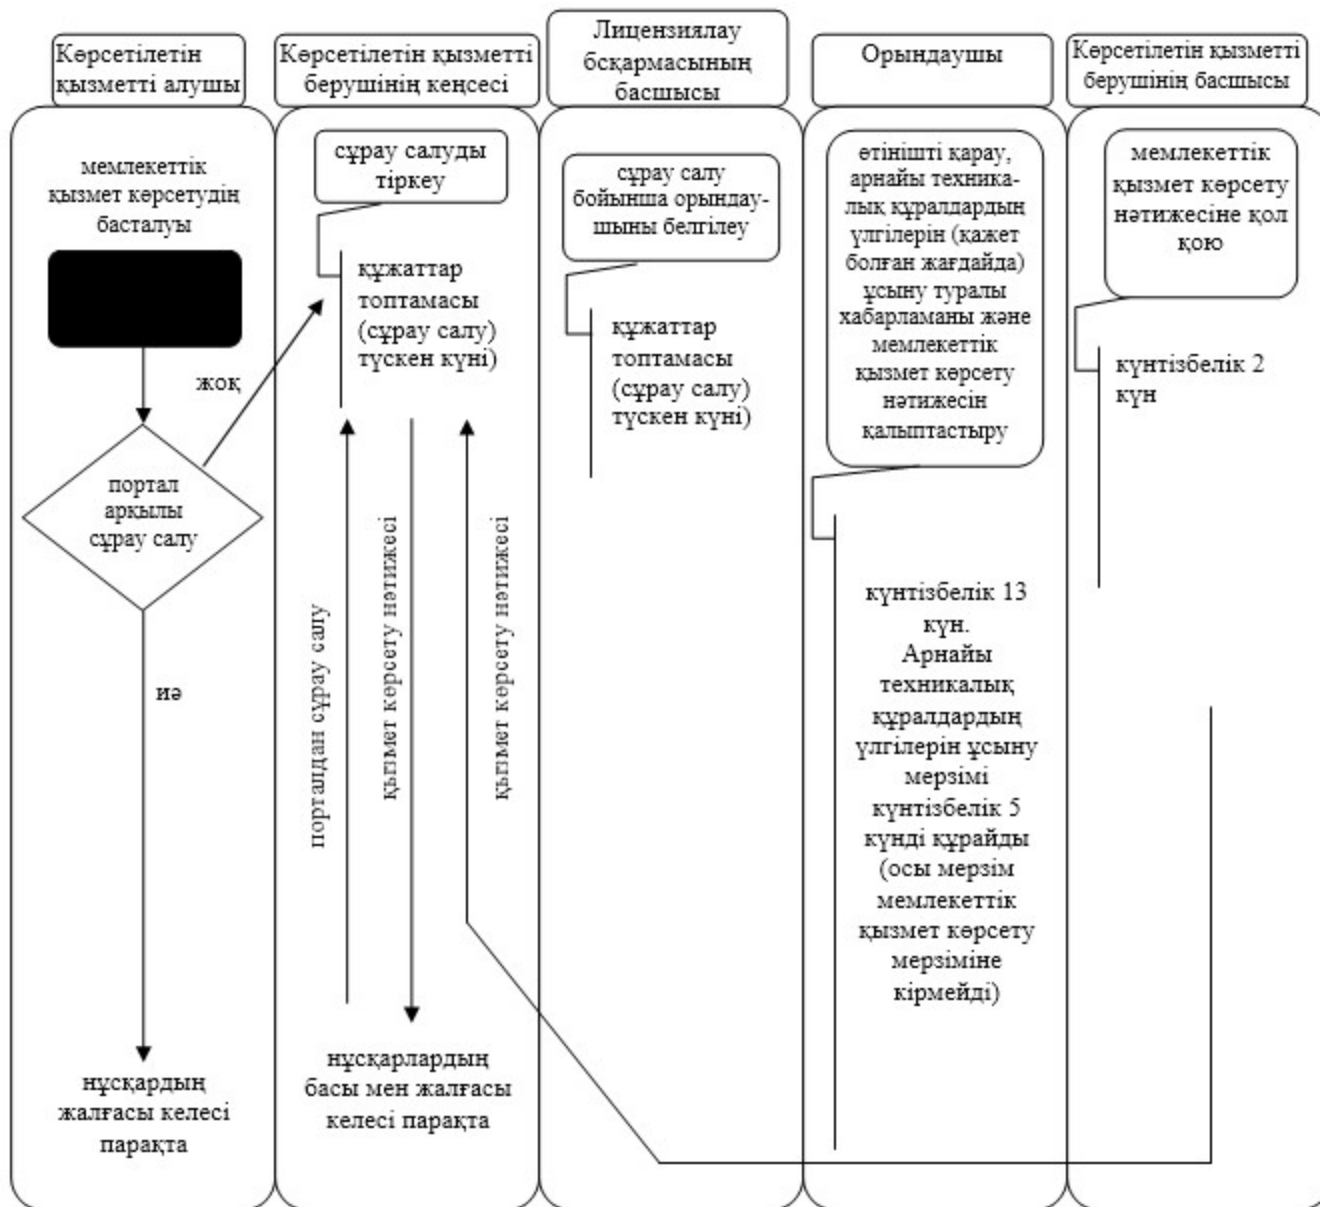 Көрсетілетін
қызметті алушы
Көрсетілетін қызметті
берушінің кеңсесі
Лицензиялау
бсқармасының
басшысы
Орындаушы
Көрсетілетін қызметті
берушінің басшысы
мемлекеттік
қызмет көрсетудін
басталуы
жоқ
портал
арқылы
сұрау салу
иә
нұсқардың
жалғасы келесі
парақта
сұрау салуды
тіркеу
құжаттар
топтамасы
(сұрау салу)
түскен күні)
порталдан сұрау салу
қызмет көрсету нәтижесі
қызмет көрсету нәтижесі
нұсқарлардың
басы мен жалғасы
келесі парақта
сұрау салу
бойынша орындау-
шыны белгілеу
құжаттар
топтамасы
(сұрау салу)
түскен күні)
өтінішті қарау,
арнайы техника-
лық құралдардың
үлгілерін (қажет
болған жағдайда)
ұсыну туралы
хабарламаны және
мемлекеттік
қызмет көрсету
нәтижесін
қалыптастыру
күнтізбелік 13
күн.
Арнайы
техникалық
құралдардың
үлгілерін ұсыну
мерзімі
күнтізбелік 5
күнді құрайды
(осы мерзім
мемлекеттік
қызмет көрсету
мерзіміне
кірмейді)
мемлекеттік
қызмет көрсету
нәтижесіне қол
қою
күнтізбелік 2
күн